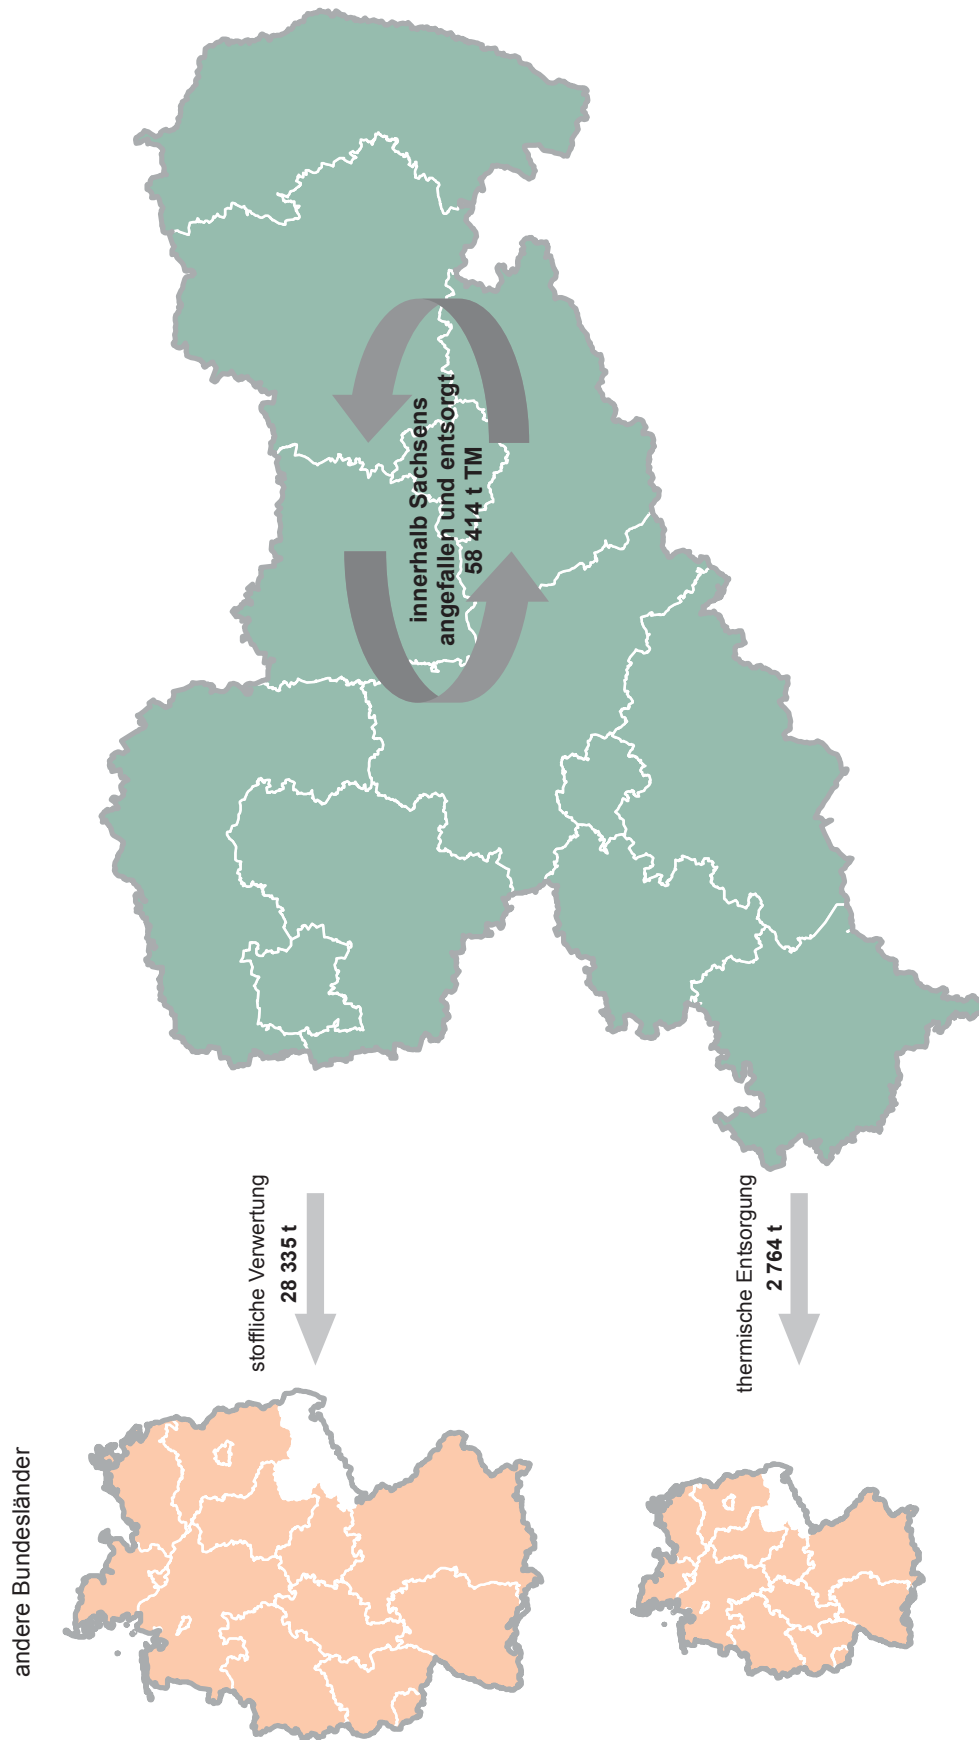 andere Bundesländer
stoffliche Verwertung
28 335 t
thermische Entsorgung
2 764 t
innerhalb Sachsens
angefallen und entsorgt
58 414 t TM